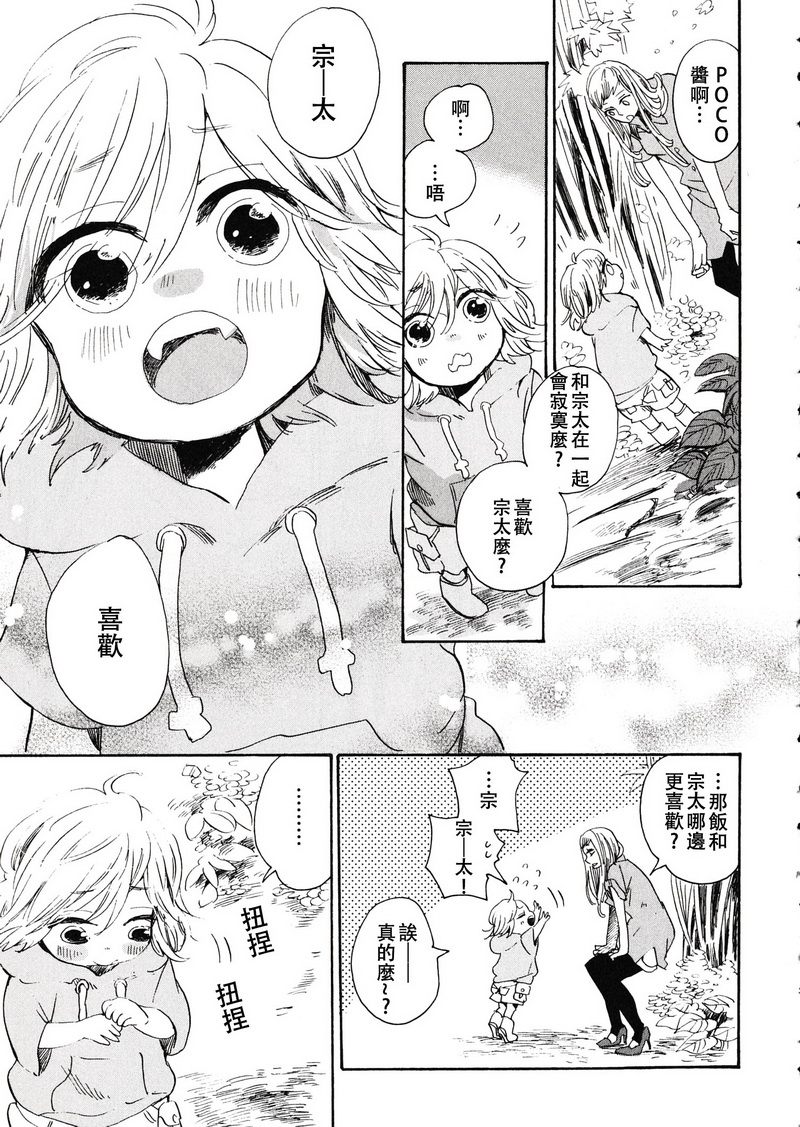 POCO
醬啊…
和宗太在一起
會寂寞麼?
喜歡
宗太麼?
啊…
…唔
宗—太
喜歡
…那飯和
宗太哪邊
更喜歡?
…宗
宗—太!
誒——
真的麼~?
………
扭捏
扭捏